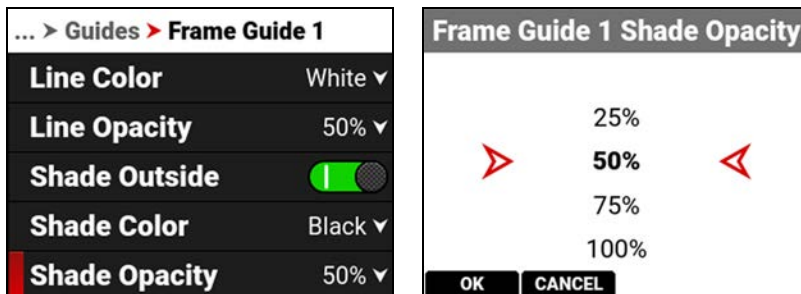 ... > Guides > Frame Guide 1
Line Color White
Line Opacity 50%
Shade Outside
Shade Color Black
Shade Opacity 50%
Frame Guide 1 Shade Opacity
25%
50%
75%
100%
OK CANCEL